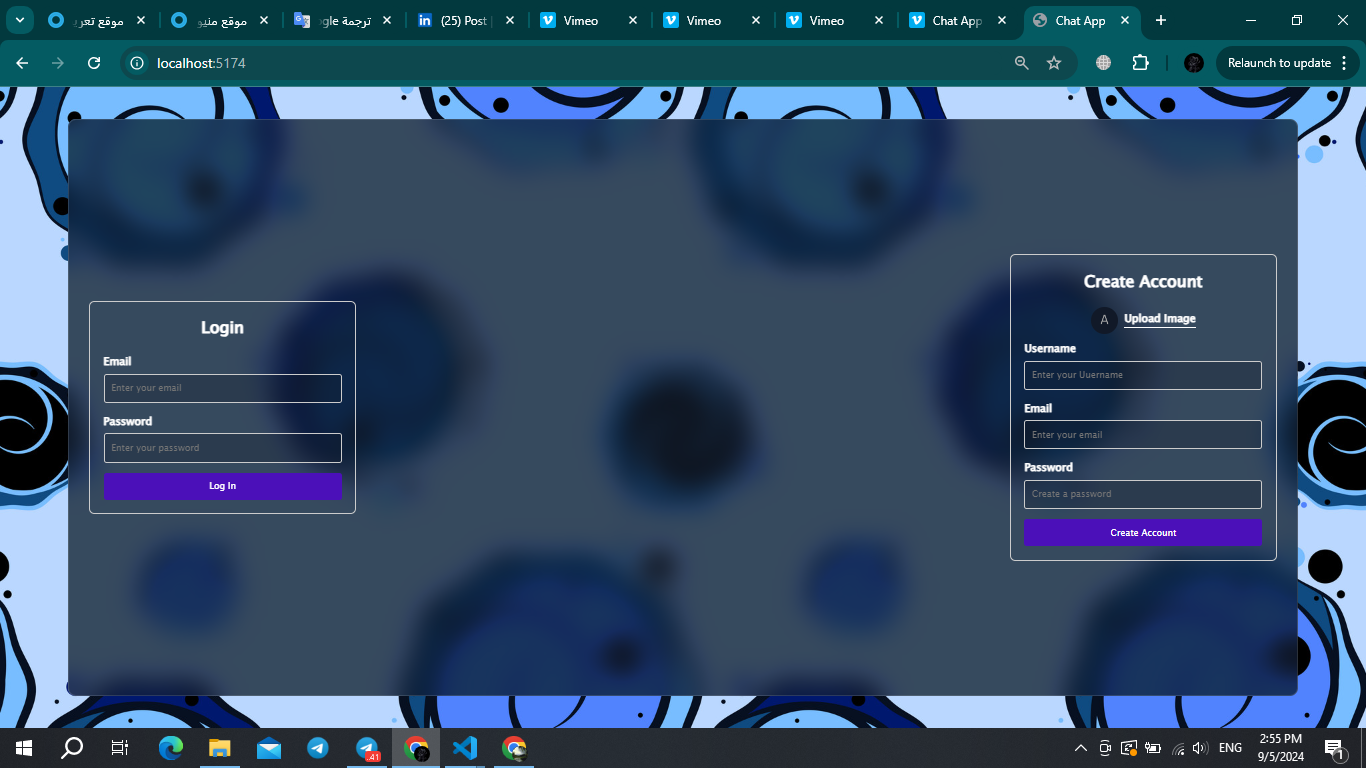 موقع تعر
موقع منيو
ترجمة gle
(25) Post |
Vimeo
Vimeo
Vimeo
Chat App
Chat App
localhost:5174
Relaunch to update
Login
Email
Enter your email
Password
Enter your password
Log In
Create Account
A
Upload Image
Username
Enter your Uuername
Email
Enter your email
Password
Create a password
Create Account
41
ENG
2:55 PM
9/5/2024
1